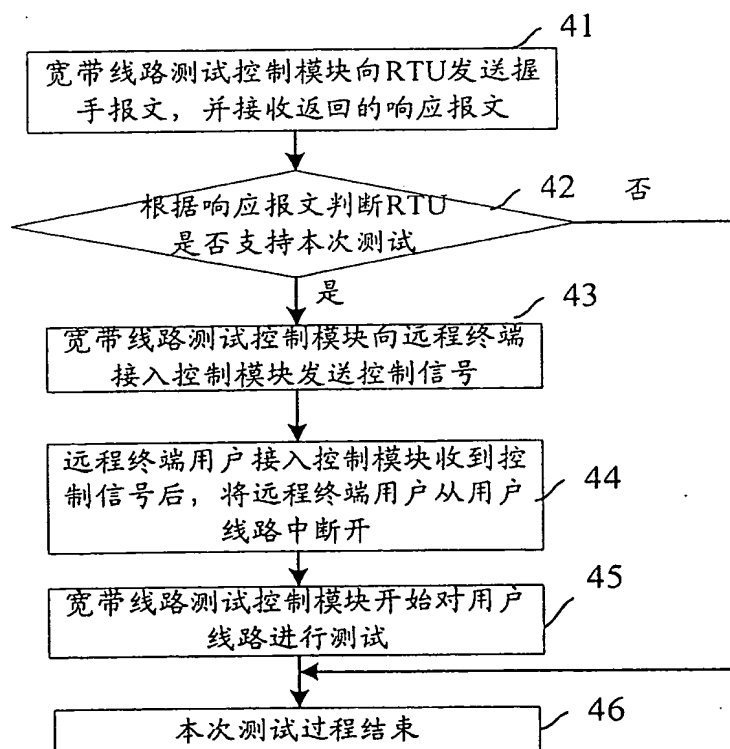 41
宽带线路测试控制模块向RTU发送握
手报文，并接收返回的响应报文
42
否
根据响应报文判断RTU
是否支持本次测试
是
43
宽带线路测试控制模块向远程终端
接入控制模块发送控制信号
远程终端用户接入控制模块收到控
制信号后，将远程终端用户从用户
线路中断开
44
宽带线路测试控制模块开始对用户
线路进行测试
45
本次测试过程结束
46